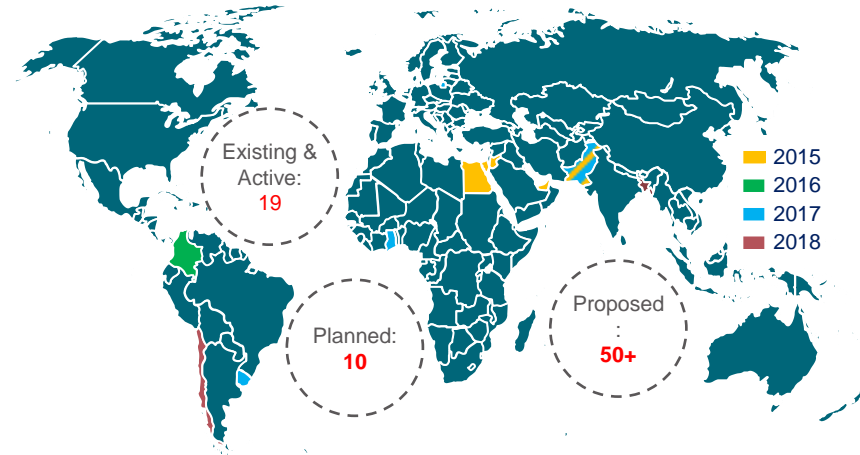 Existing &
Active:
19
Planned:
10
Proposed
:
50+
2015
2016
2017
2018